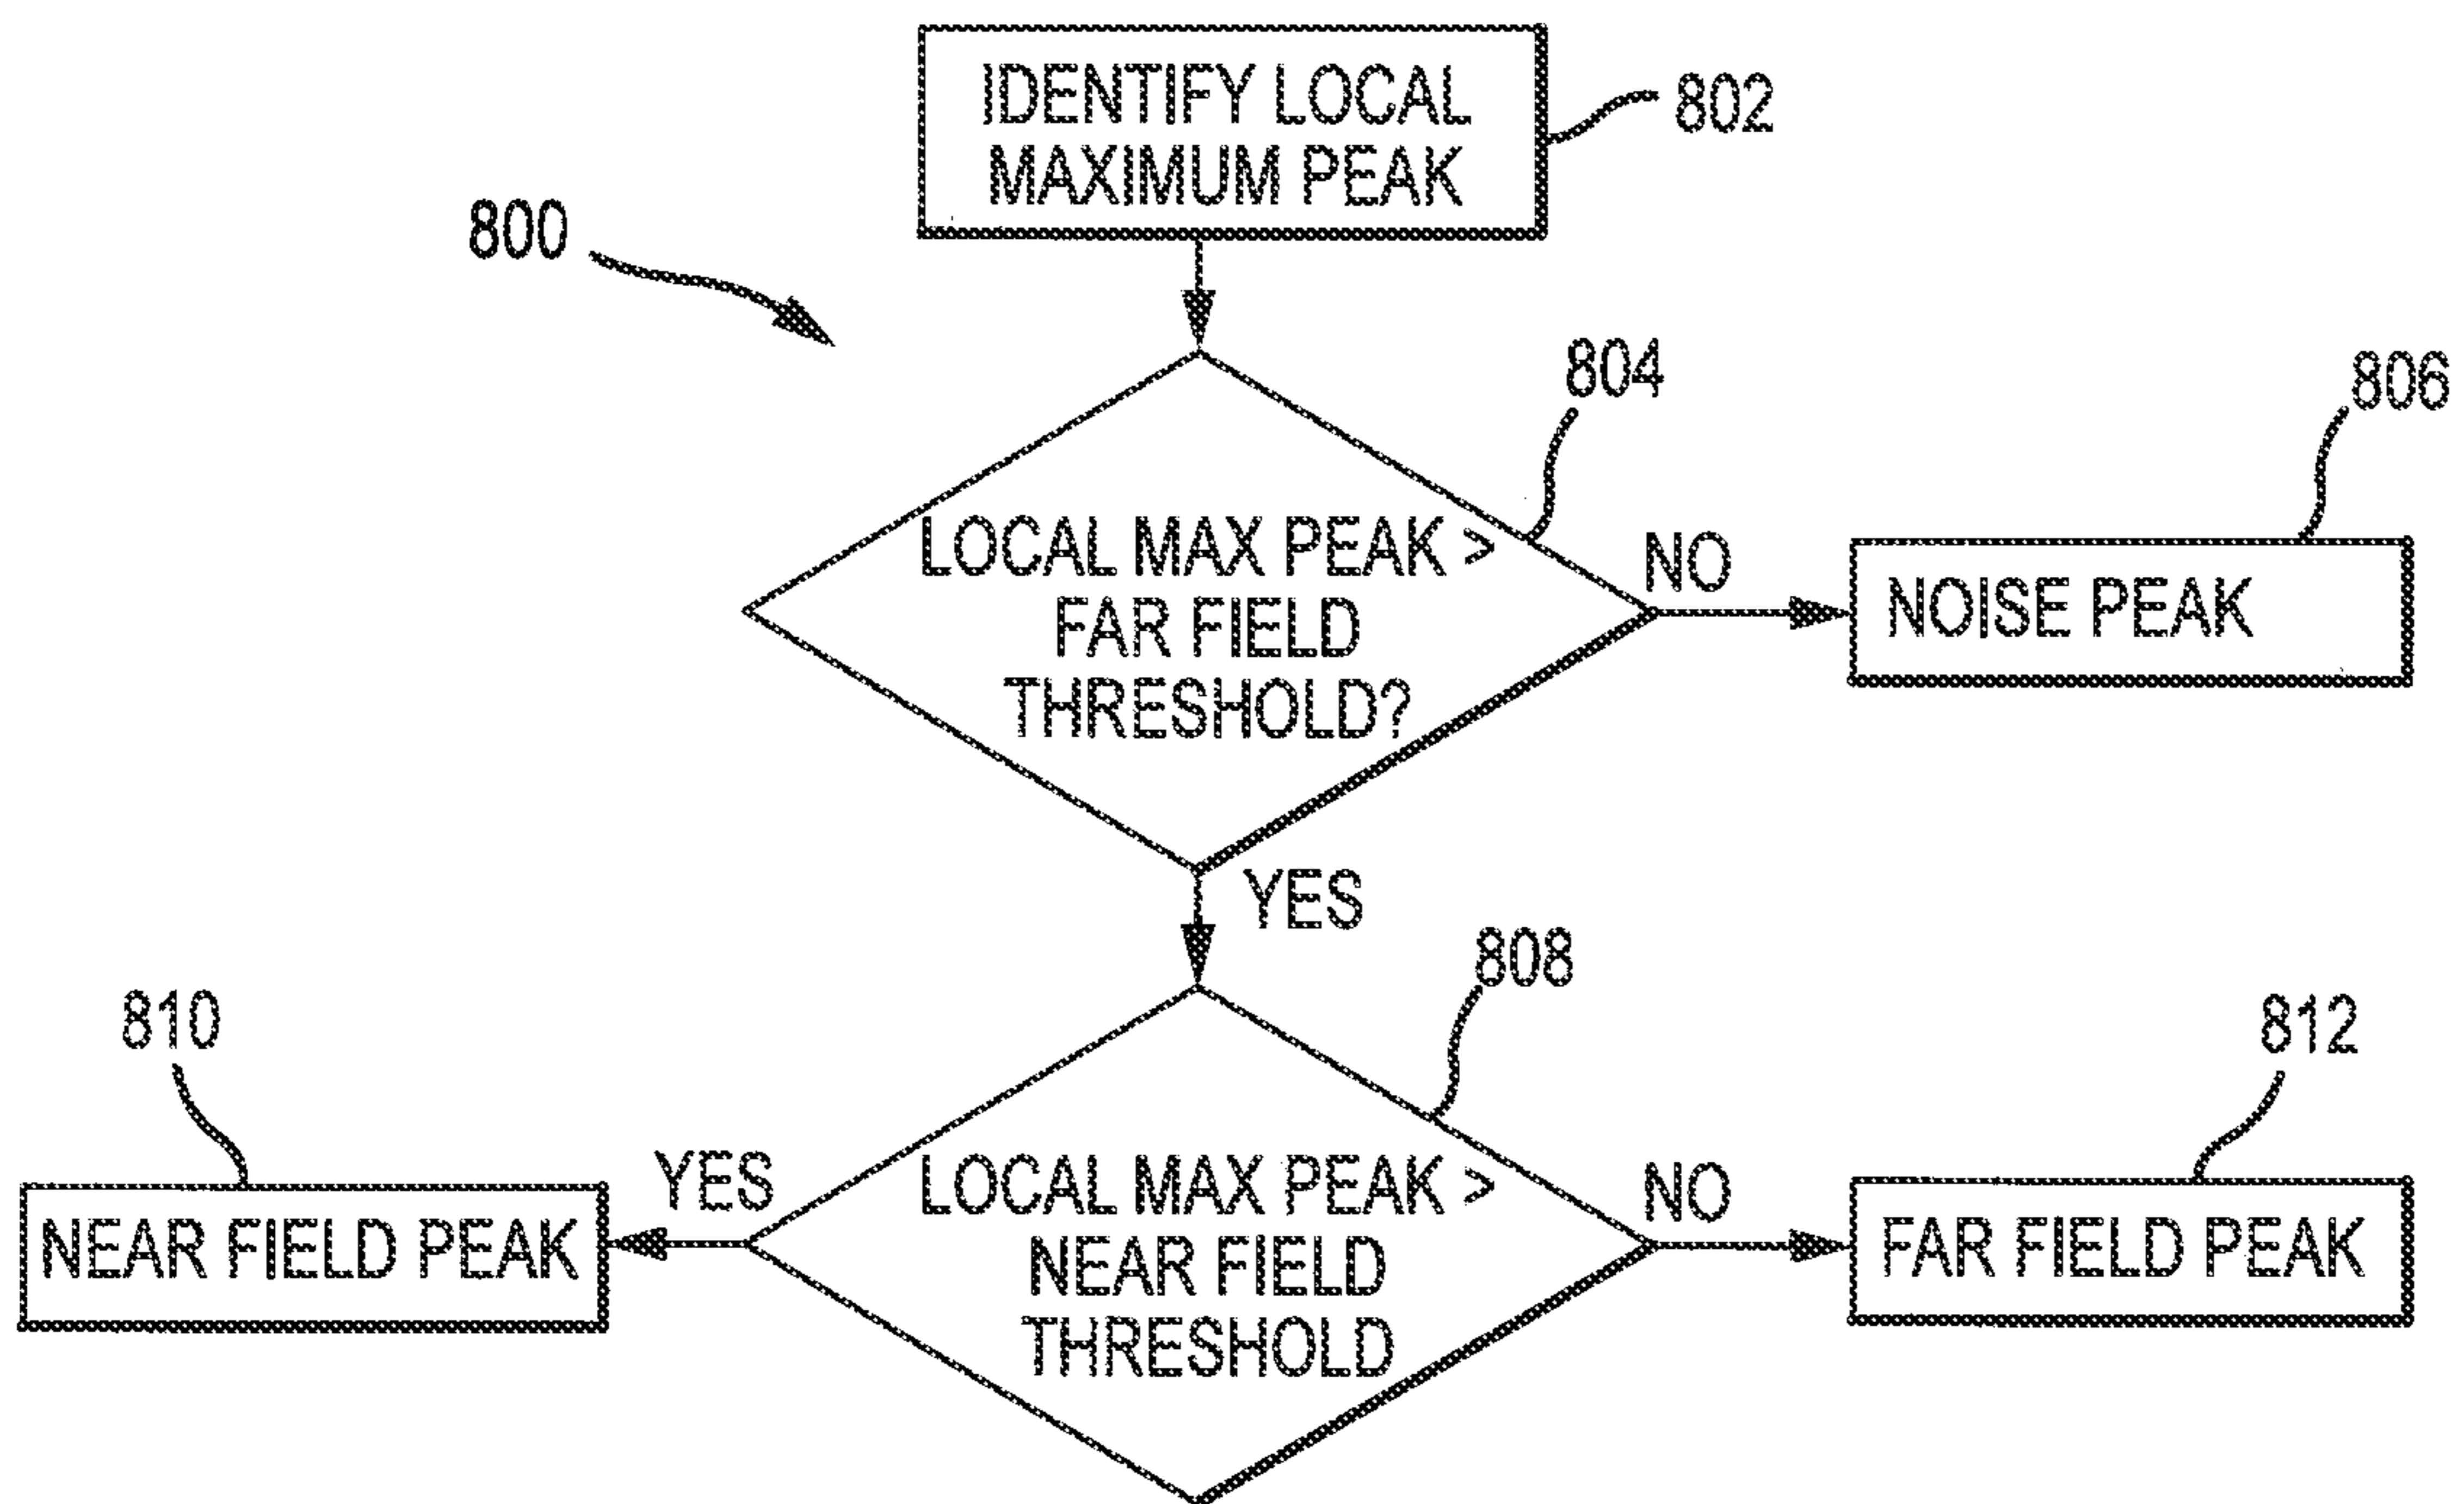 IDENTIFY LOCAL
MAXIMUM PEAK
802
800
804
806
LOCAL MAX PEAK >
FAR FIELD
THRESHOLD?
NO
NOISE PEAK
YES
808
810
812
NEAR FIELD PEAK
YES
LOCAL MAX PEAK >
NEAR FIELD
THRESHOLD
NO
FAR FIELD PEAK